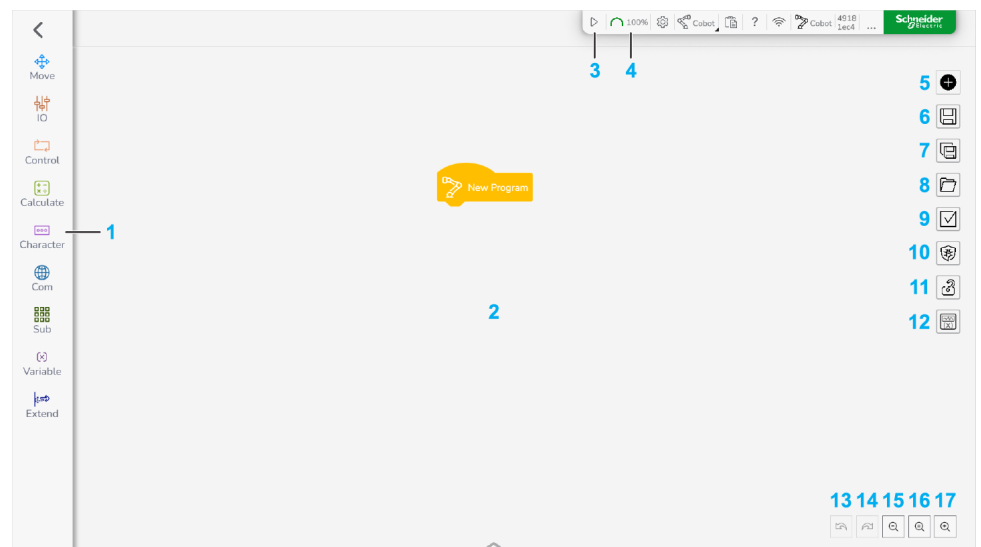 100%
Cobot
?
Cobot
4918
1ec4
...
Schneider
Electric
3
4
Move
IO
Control
Calculate
Character
1
Com
Sub
Variable
Extend
New Program
2
5
6
7
8
9
10
11
12
13 14 15 16 17